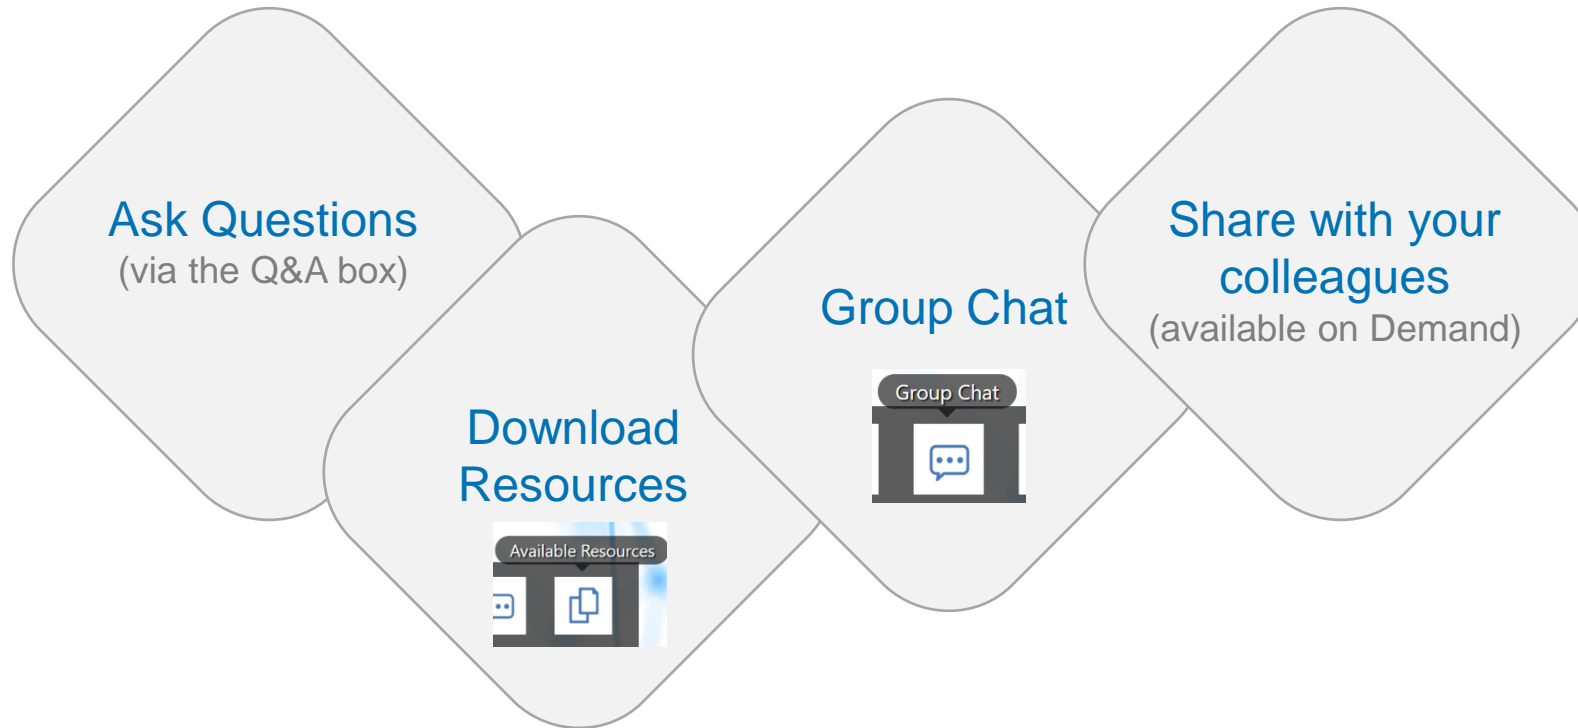 Ask Questions
(via the Q&A box)
Download
Resources
Available Resources
Group Chat
Group Chat
Share with your
colleagues
(available on Demand)